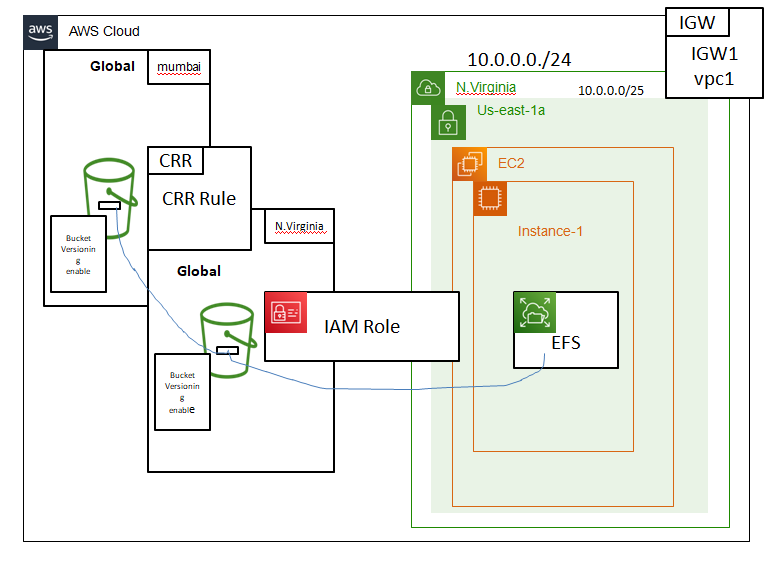 aws
AWS Cloud
IGW
IGW1
vpc1
Global
mumbai
10.0.0.0./24
N.Virginia
10.0.0.0/25
Us-east-1a
CRR
CRR Rule
EC2
Instance-1
Bucket
Versionin
g
enable
N.Virginia
Global
IAM Role
EFS
Bucket
Versionin
g
enable